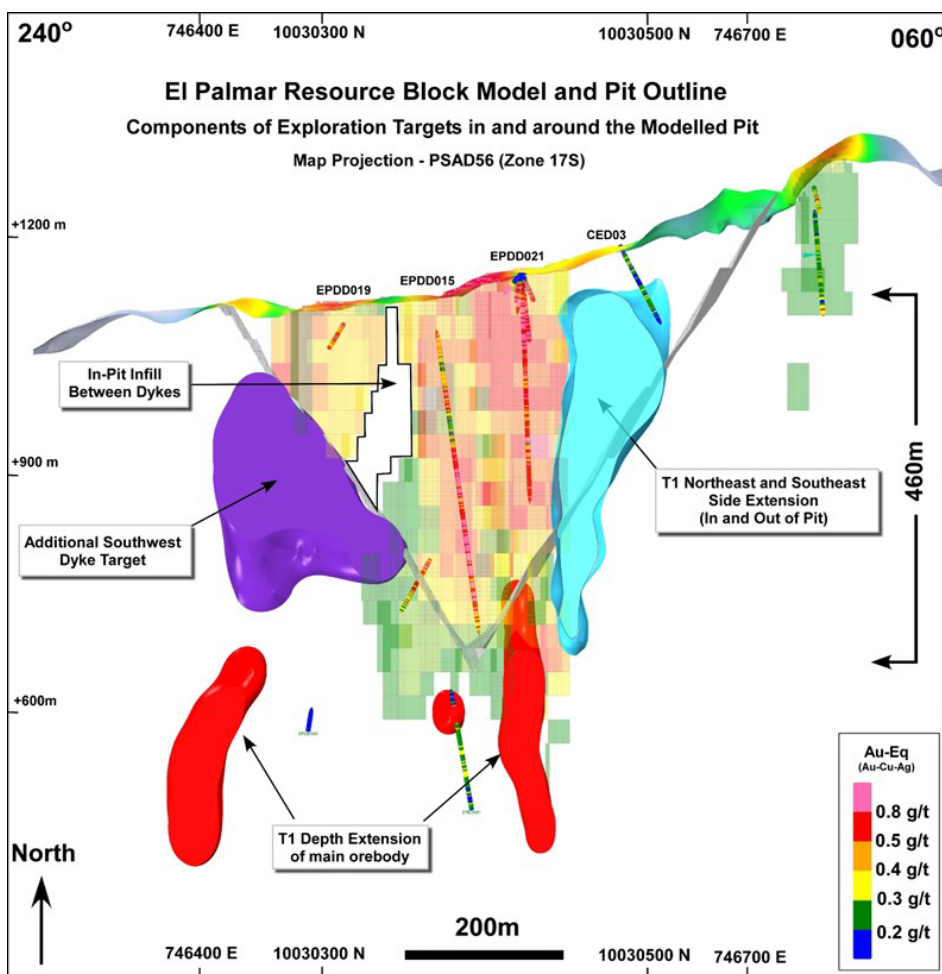 240°
746400 E
10030300 N
10030500 N
746700 E
060°
El Palmar Resource Block Model and Pit Outline
Components of Exploration Targets in and around the Modelled Pit
Map Projection - PSAD56 (Zone 17S)
+1200 m
CED03
EPDD021
EPDD015
EPDD019
In-Pit Infill
Between Dykes
+900 m
T1 Northeast and Southeast
Side Extension
(In and Out of Pit)
460m
Additional Southwest
Dyke Target
+600m
Au-Eq
(Au-Cu-Ag)
0.8 g/t
0.5 g/t
0.4 g/t
0.3 g/t
0.2 g/t
T1 Depth Extension
of main orebody
North
200m
746400 E
10030300 N
10030500 N
746700 E